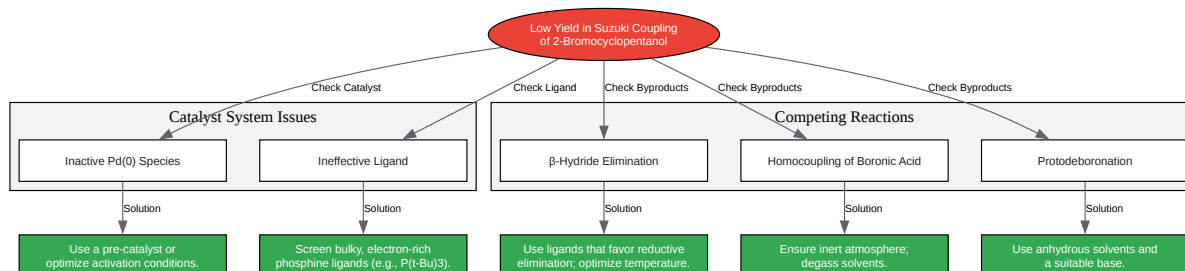 Low Yield in Suzuki Coupling
of 2-Bromocyclopentanol
Check Catalyst
Check Ligand
Check Byproducts
Check Byproducts
Check Byproducts
Catalyst System Issues
Competing Reactions
Inactive Pd(0) Species
Ineffective Ligand
β-Hydride Elimination
Homocoupling of Boronic Acid
Protodeboronation
Solution
Solution
Solution
Solution
Solution
Use a pre-catalyst or
optimize activation conditions.
Screen bulky, electron-rich
phosphine ligands (e.g., P(t-Bu)3).
Use ligands that favor reductive
elimination; optimize temperature.
Ensure inert atmosphere;
degass solvents.
Use anhydrous solvents and
a suitable base.